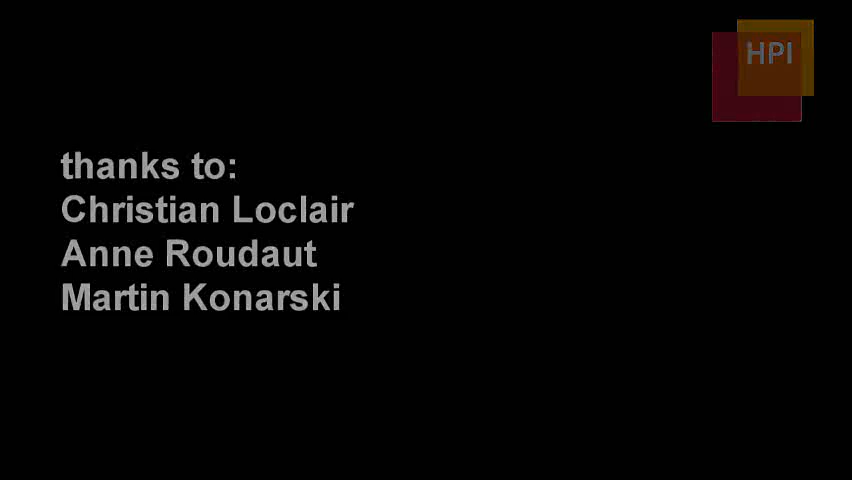 HPI
thanks to:
Christian Loclair
Anne Roudaut
Martin Konarski